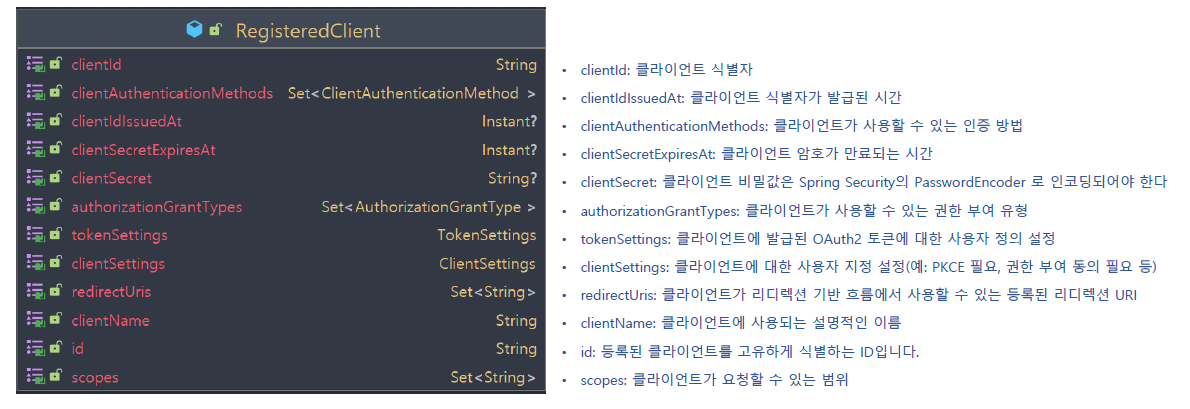 RegisteredClient
clientId String
clientAuthenticationMethods Set<ClientAuthenticationMethod >
clientIdIssuedAt Instant?
clientSecretExpiresAt Instant?
clientSecret String?
authorizationGrantTypes Set<AuthorizationGrantType >
tokenSettings TokenSettings
clientSettings ClientSettings
redirectUris Set<String>
clientName String
id String
scopes Set<String>
• clientId: 클라이언트 식별자
• clientIdIssuedAt: 클라이언트 식별자가 발급된 시간
• clientAuthenticationMethods: 클라이언트가 사용할 수 있는 인증 방법
• clientSecretExpiresAt: 클라이언트 암호가 만료되는 시간
• clientSecret: 클라이언트 비밀값은 Spring Security의 PasswordEncoder 로 인코딩되어야 한다
• authorizationGrantTypes: 클라이언트가 사용할 수 있는 권한 부여 유형
• tokenSettings: 클라이언트에 발급된 OAuth2 토큰에 대한 사용자 정의 설정
• clientSettings: 클라이언트에 대한 사용자 지정 설정(예: PKCE 필요, 권한 부여 동의 필요 등)
• redirectUris: 클라이언트가 리디렉션 기반 흐름에서 사용할 수 있는 등록된 리디렉션 URI
• clientName: 클라이언트에 사용되는 설명적인 이름
• id: 등록된 클라이언트를 고유하게 식별하는 ID입니다.
• scopes: 클라이언트가 요청할 수 있는 범위